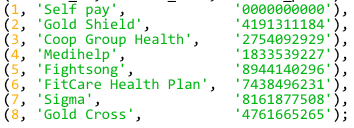 (1, 'Self pay', '0000000000'),
(2, 'Gold Shield', '4191311184'),
(3, 'Coop Group Health', '2754092929'),
(4, 'Medihelp', '1833539227'),
(5, 'Fightsong', '8944140296'),
(6, 'FitCare Health Plan', '7438496231'),
(7, 'Sigma', '8161877508'),
(8, 'Gold Cross', '4761665265');